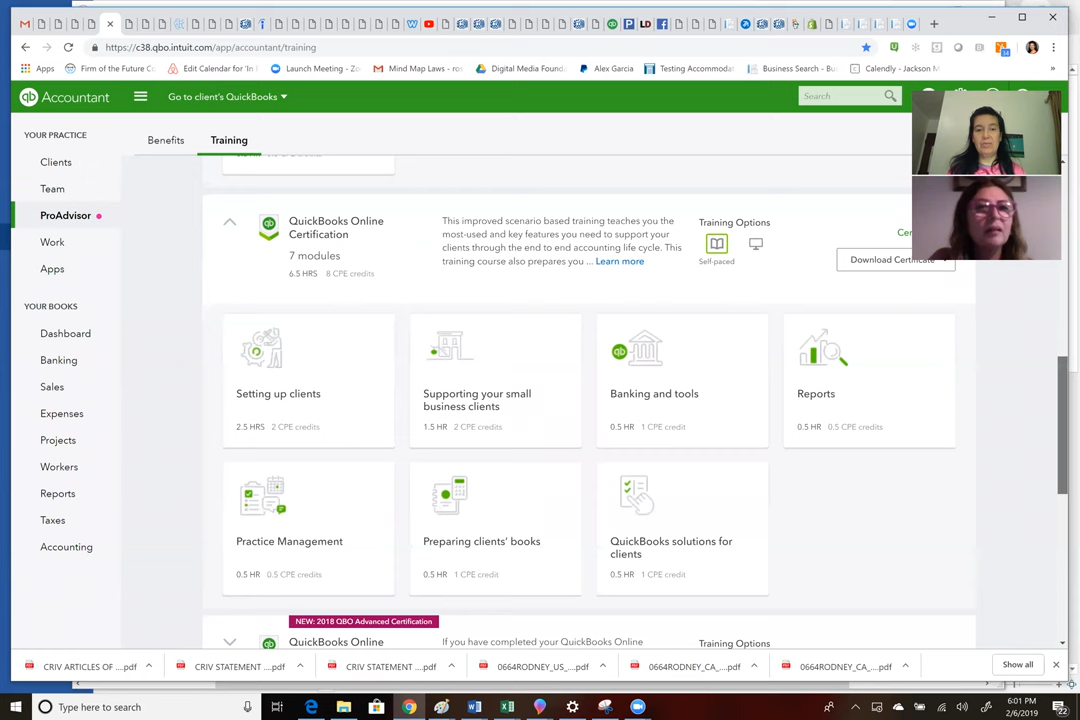 https://c38.qbo.intuit.com/app/accountant/training
Apps
Firm of the Future Co
Edit Calendar for 'In
Launch Meeting - Zo
Mind Map Laws - ros
Digital Media Found
Alex Garcia
Testing Accommodat
Business Search - Bu
Calendly - Jackson M
»
qb Accountant
Go to client's QuickBooks
Search
YOUR PRACTICE
Clients
Team
ProAdvisor
Work
Apps
YOUR BOOKS
Dashboard
Banking
Sales
Expenses
Projects
Workers
Reports
Taxes
Accounting
Benefits
Training
QuickBooks Online
Certification
7 modules
6.5 HRS 8 CPE credits
This improved scenario based training teaches you the
most-used and key features you need to support your
clients through the end to end accounting life cycle. This
training course also prepares you ... Learn more
Training Options
Self-paced
Cer
Download Certificate
Setting up clients
2.5 HRS 2 CPE credits
Supporting your small
business clients
1.5 HR 2 CPE credits
Banking and tools
0.5 HR 1 CPE credit
Reports
0.5 HR 0.5 CPE credits
Practice Management
0.5 HR 0.5 CPE credits
Preparing clients' books
0.5 HR 1 CPE credit
QuickBooks solutions for
clients
0.5 HR 1 CPE credit
NEW: 2018 QBO Advanced Certification
QuickBooks Online
If you have completed your QuickBooks Online
Training Options
CRIV ARTICLES OF ....pdf
CRIV STATEMENT ....pdf
CRIV STATEMENT ....pdf
0664RODNEY_US_....pdf
0664RODNEY_CA_....pdf
0664RODNEY_CA_....pdf
Show all
Type here to search
6:01 PM
2/6/2019
22